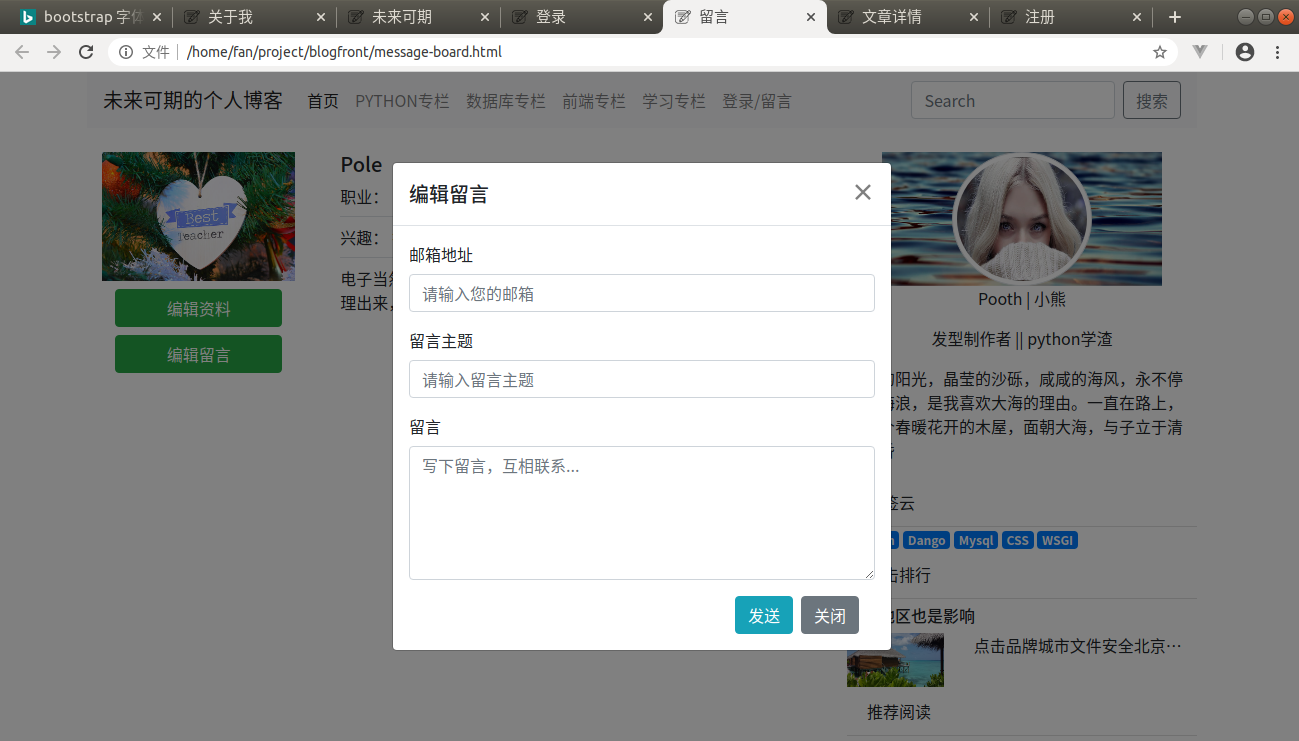 bootstrap 字体
关于我
未来可期
登录
留言
文章详情
注册
文件
/home/fan/project/blogfront/message-board.html
未来可期的个人博客 首页 PYTHON专栏 数据库专栏 前端专栏 学习专栏 登录/留言 Search 搜索
Best
Teacher
编辑资料
编辑留言
Pole
职业：
兴趣：
电子当
理出来，
编辑留言
邮箱地址
请输入您的邮箱
留言主题
请输入留言主题
留言
写下留言，互相联系...
发送 关闭
Pooth | 小熊
发型制作者 || python学渣
阳光，晶莹的沙砾，咸咸的海风，永不停
浪，是我喜欢大海的理由。一直在路上，
春暖花开的木屋，面朝大海，与子立于清
签云
n Dango Mysql CSS WSGI
击排行
地区也是影响
点击品牌城市文件安全北京…
推荐阅读